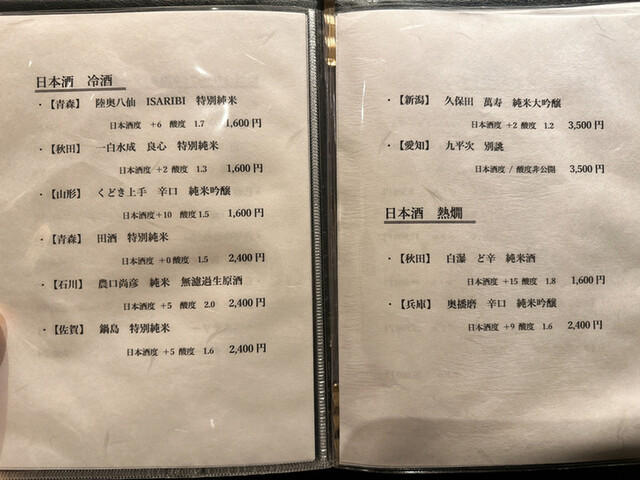 日本酒　冷酒
・【青森】　陸奥八仙　ISARIBI　特別純米
日本酒度　+6　酸度　1.7　1,600円
・【秋田】　一白水成　良心　特別純米
日本酒度　+2　酸度　1.3　1,600円
・【山形】　くどき上手　辛口　純米吟醸
日本酒度　+10　酸度 1.5　1,600円
・【青森】　田酒　特別純米
日本酒度　+0 酸度　1.5　2,400円
・【石川】　農口尚彦　純米　無濾過生原酒
日本酒度　+5　酸度　2.0　2,400円
・【佐賀】　鍋島　特別純米
日本酒度　+5　酸度　1.6　2,400円
・【新潟】　久保田　萬寿　純米大吟醸
日本酒度　+2 酸度　1.2　3,500円
・【愛知】　九平次　別誂
日本酒度 / 酸度非公開　3,500円
日本酒　熱燗
・【秋田】　白瀑　ど辛　純米酒
日本酒度　+15 酸度　1.8　1,600円
・【兵庫】　奥播磨　辛口　純米吟醸
日本酒度　+9 酸度　1.6　2,400円